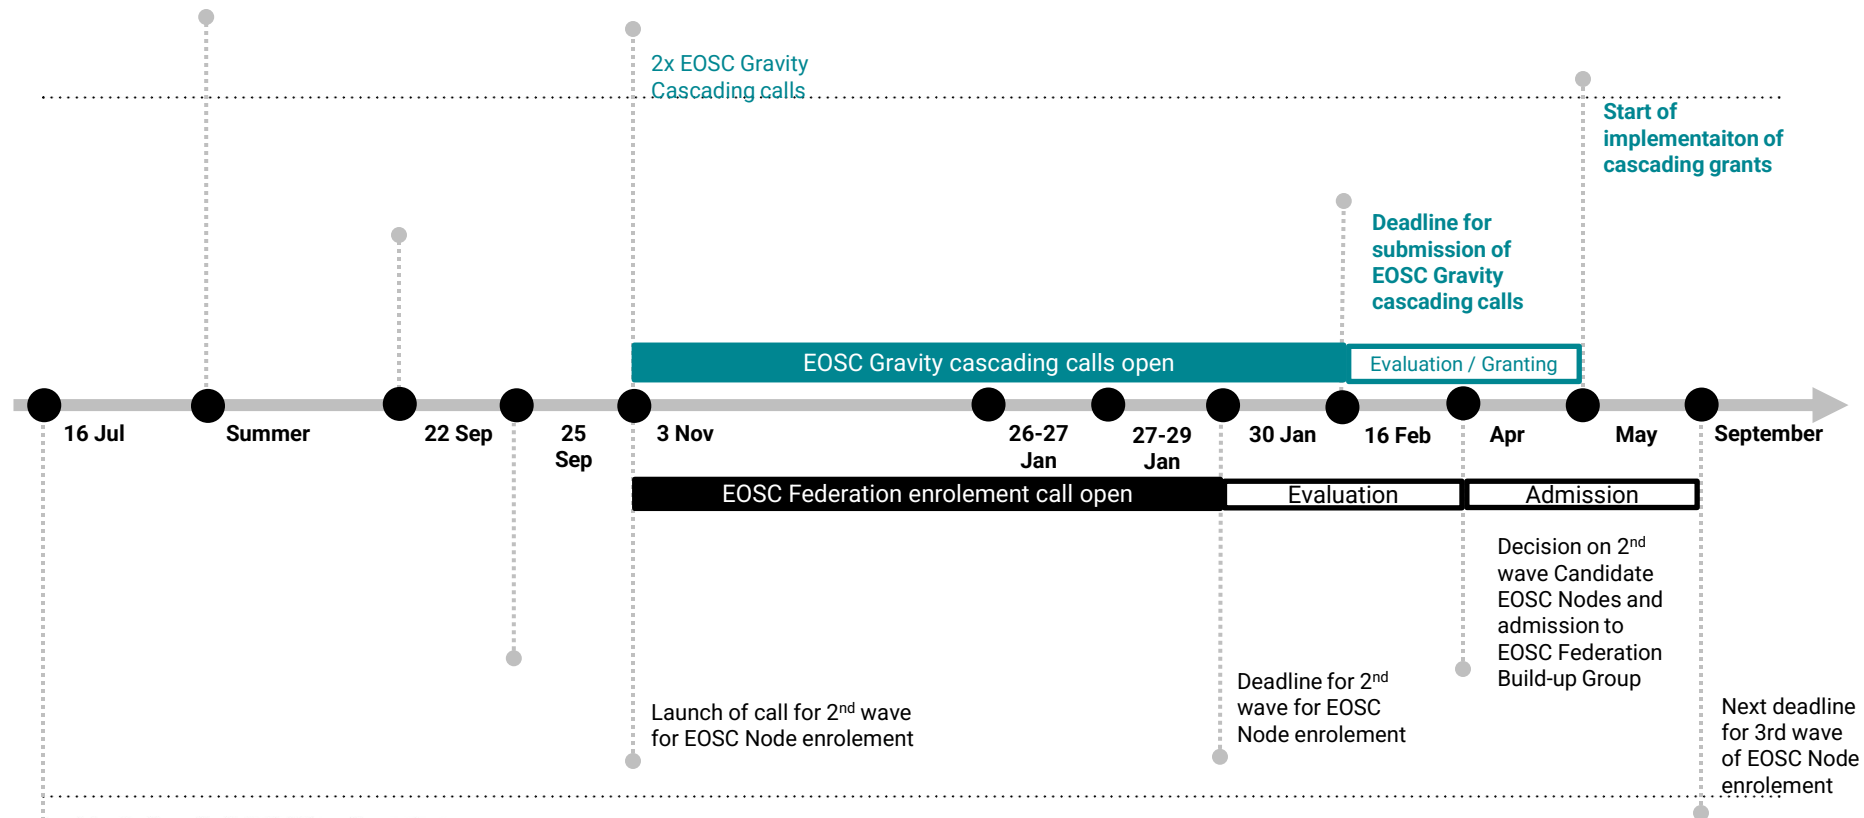 2x EOSC Gravity
Cascading calls
Start of
implementaiton of
cascading grants
Deadline for
submission of
EOSC Gravity
cascading calls
EOSC Gravity cascading calls open
Evaluation / Granting
16 Jul
Summer
22 Sep
25
Sep
3 Nov
26-27
Jan
27-29
Jan
30 Jan
16 Feb
Apr
May
September
EOSC Federation enrolement call open
Evaluation
Admission
Decision on 2nd
wave Candidate
EOSC Nodes and
admission to
EOSC Federation
Build-up Group
Launch of call for 2nd wave
for EOSC Node enrolement
Deadline for 2nd
wave for EOSC
Node enrolement
Next deadline
for 3rd wave
of EOSC Node
enrolement